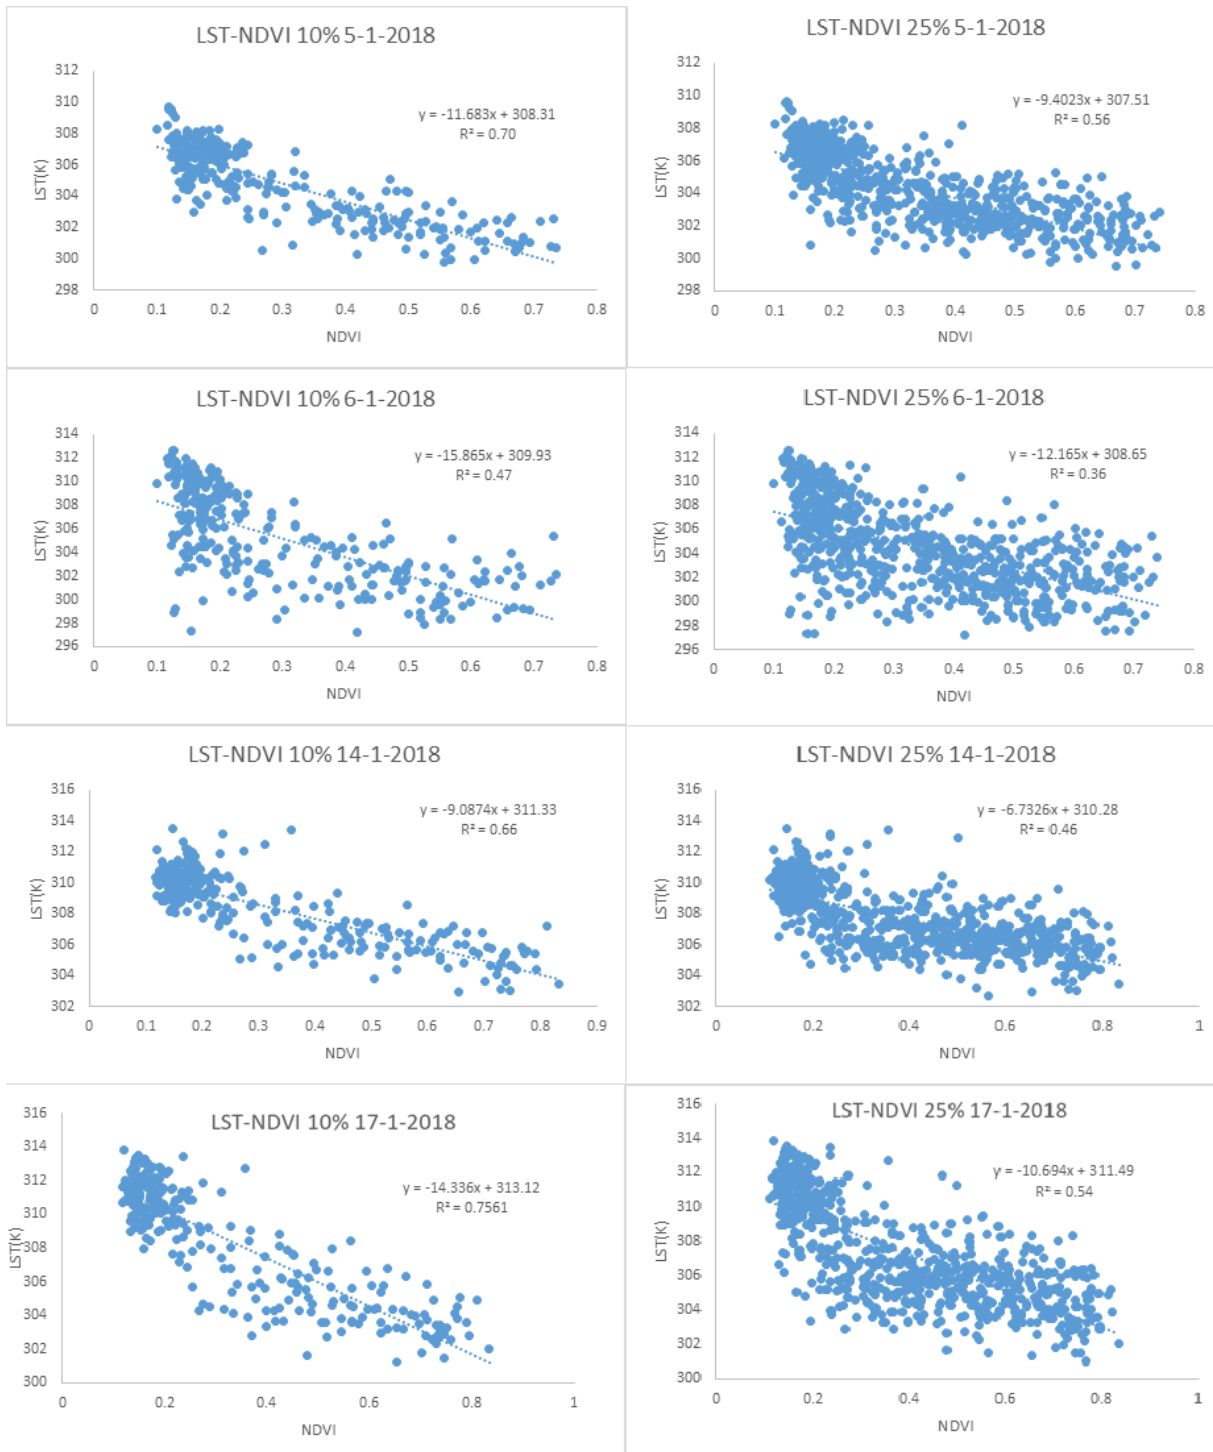 LST-NDVI 10% 5-1-2018
y = -11.683x + 308.31
R² = 0.70
LST(K)
312
310
308
306
304
302
300
298
0 0.1 0.2 0.3 0.4 0.5 0.6 0.7 0.8
NDVI
LST-NDVI 25% 5-1-2018
y = -9.4023x + 307.51
R² = 0.56
LST(K)
312
310
308
306
304
302
300
298
0 0.1 0.2 0.3 0.4 0.5 0.6 0.7 0.8
NDVI
LST-NDVI 10% 6-1-2018
y = -15.865x + 309.93
R² = 0.47
LST(K)
314
312
310
308
306
304
302
300
298
296
0 0.1 0.2 0.3 0.4 0.5 0.6 0.7 0.8
NDVI
LST-NDVI 25% 6-1-2018
y = -12.165x + 308.65
R² = 0.36
LST(K)
314
312
310
308
306
304
302
300
298
296
0 0.1 0.2 0.3 0.4 0.5 0.6 0.7 0.8
NDVI
LST-NDVI 10% 14-1-2018
y = -9.0874x + 311.33
R² = 0.66
LST(K)
316
314
312
310
308
306
304
302
0 0.1 0.2 0.3 0.4 0.5 0.6 0.7 0.8 0.9
NDVI
LST-NDVI 25% 14-1-2018
y = -6.7326x + 310.28
R² = 0.46
LST(K)
316
314
312
310
308
306
304
302
0 0.2 0.4 0.6 0.8 1
NDVI
LST-NDVI 10% 17-1-2018
y = -14.336x + 313.12
R² = 0.7561
LST(K)
316
314
312
310
308
306
304
302
300
0 0.2 0.4 0.6 0.8 1
NDVI
LST-NDVI 25% 17-1-2018
y = -10.694x + 311.49
R² = 0.54
LST(K)
316
314
312
310
308
306
304
302
300
0 0.2 0.4 0.6 0.8 1
NDVI